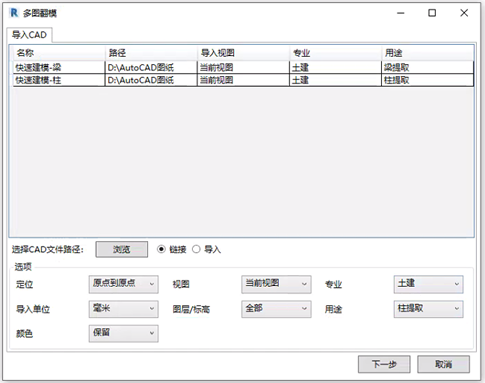 R 多图翻模
导入CAD
名称 路径 导入视图 专业 用途
快速建模-梁 D:\AutoCAD图纸 当前视图 土建 梁提取
快速建模-柱 D:\AutoCAD图纸 当前视图 土建 柱提取
选择CAD文件路径： 浏览 链接 导入
选项
定位 原点到原点 视图 当前视图 专业 土建
导入单位 毫米 图层/标高 全部 用途 柱提取
颜色 保留
下一步 取消